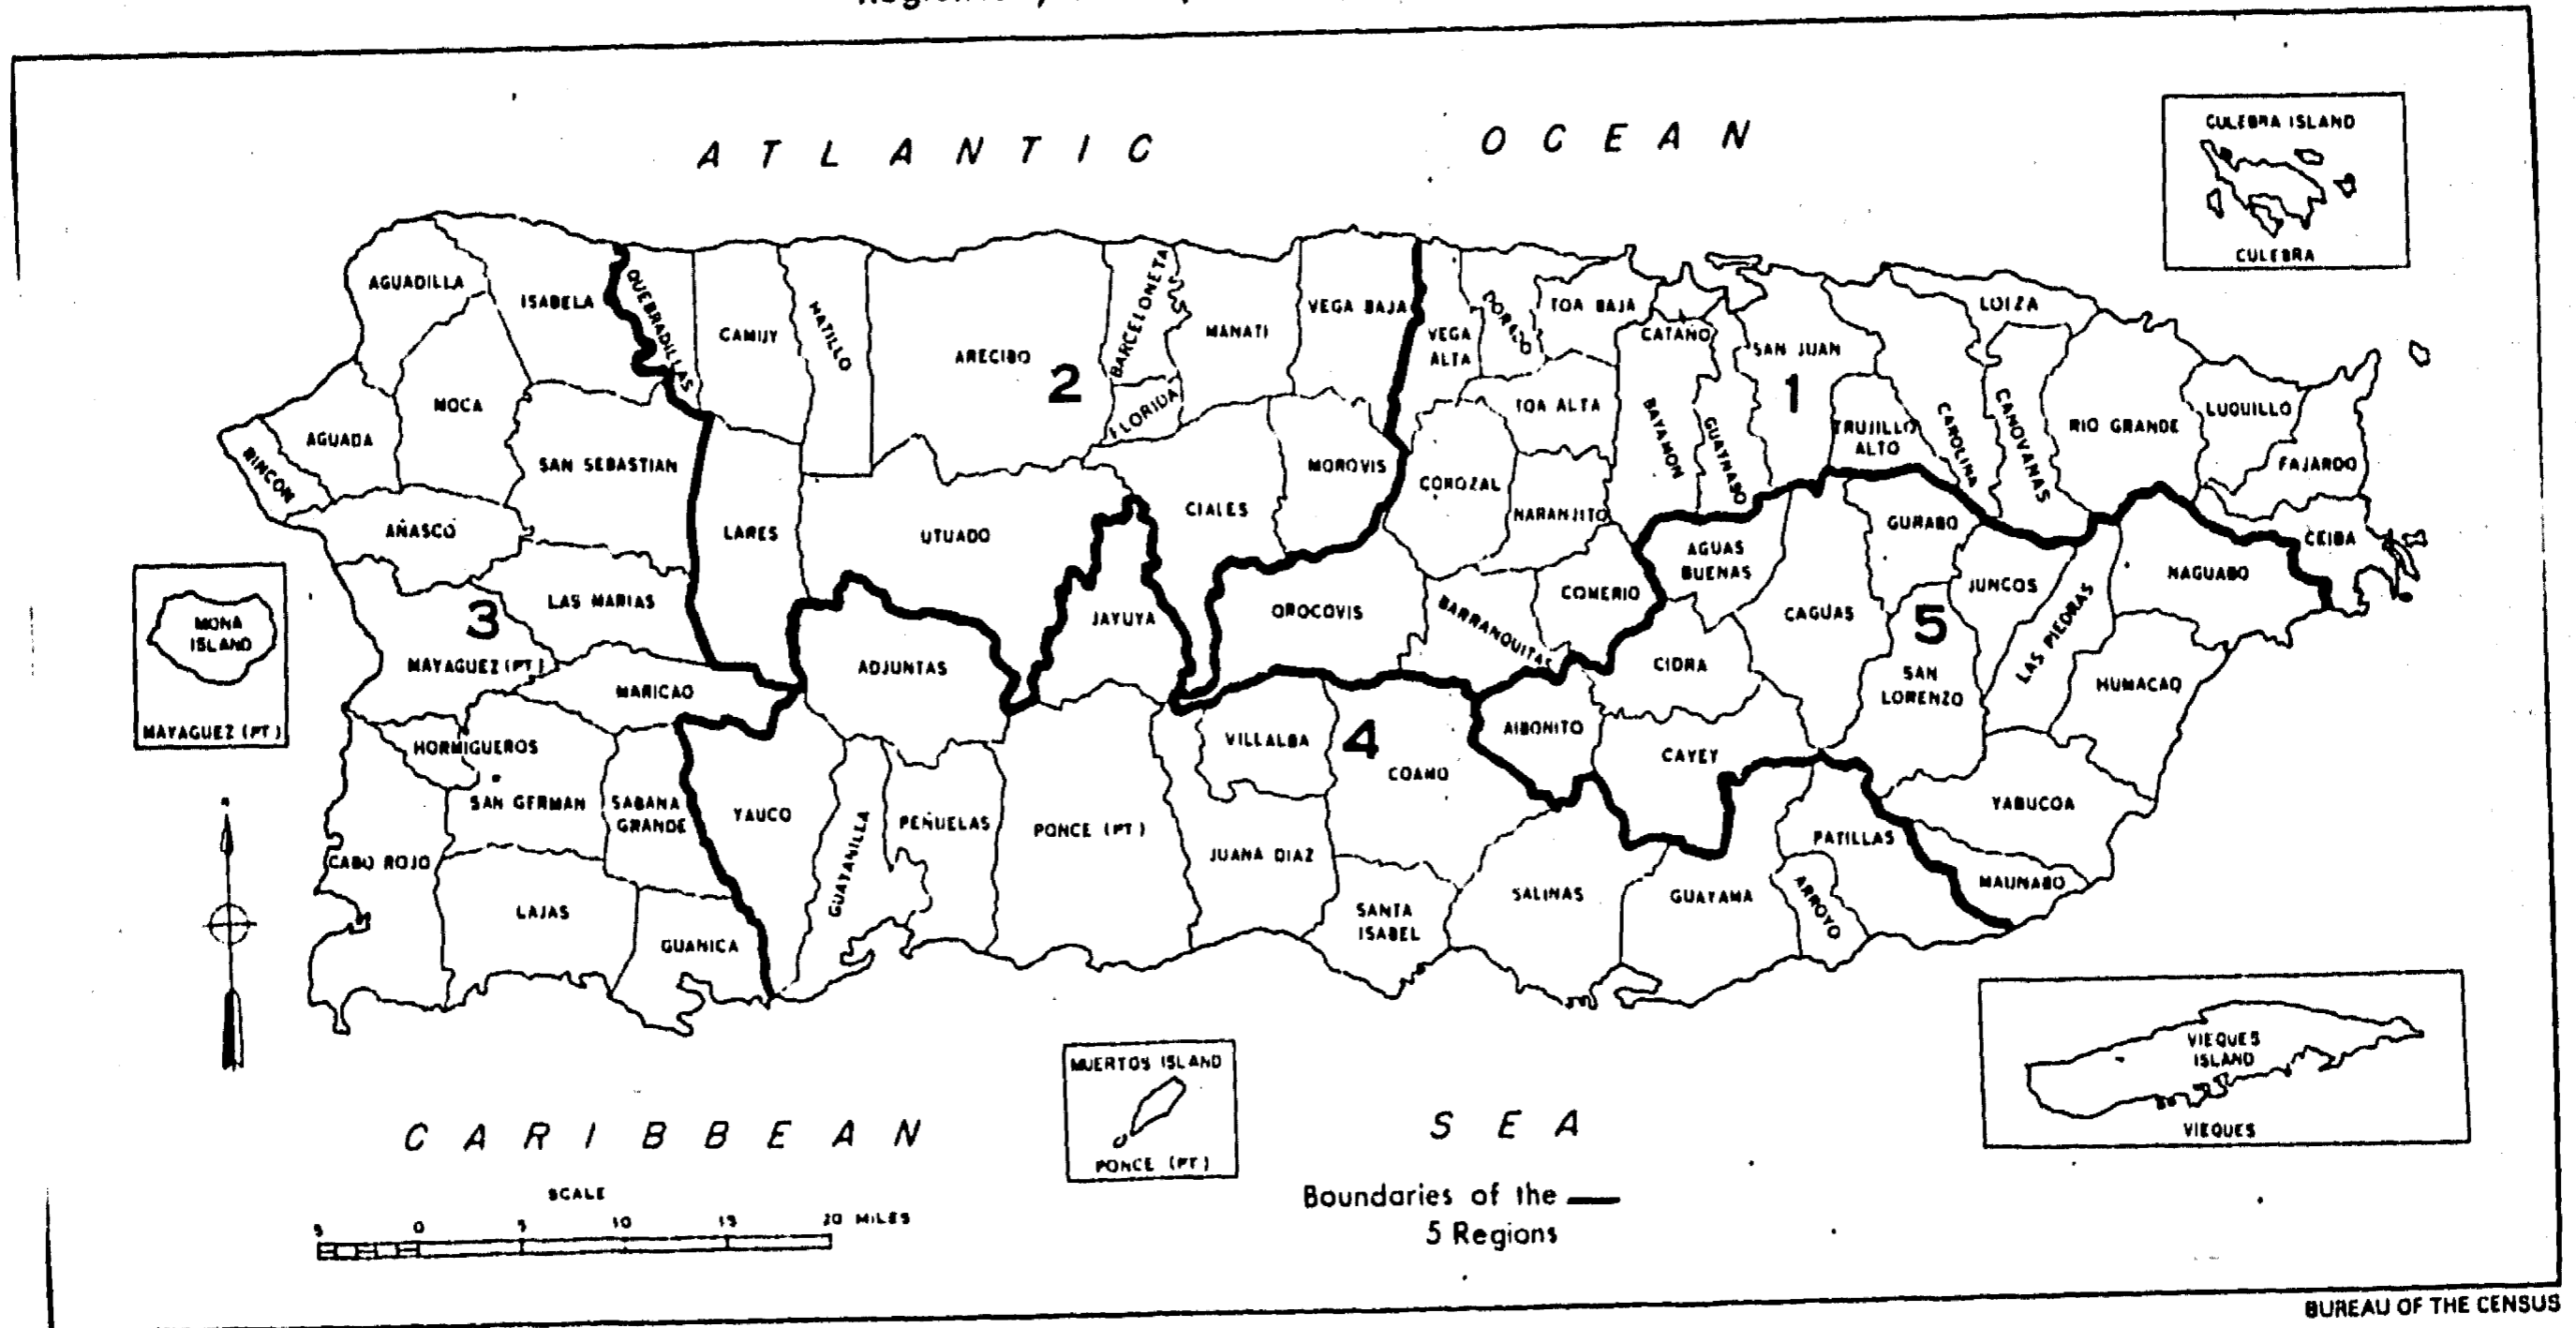 ATLANTIC OCEAN
CULEBRA ISLAND
CULEBRA
AGUADILLA
ISABELA
QUEBRADILLAS
CAMUY
HATILLO
ARECIBO
2
BARCELONETA
MANATI
VEGA BAJA
VEGA
ALTA
DORADO
TOA BAJA
CATAÑO
SAN JUAN
1
LOIZA
MOCA
AGUADA
RINCON
SAN SEBASTIAN
FLORIDA
MOROVIS
TOA ALTA
COROZAL
BAYAMON
GUAYNABO
TRUJILLO
ALTO
CAROLINA
CANOVANAS
RIO GRANDE
LUQUILLO
FAJARDO
AÑASCO
LARES
UTUADO
CIALES
NARANJITO
AGUAS
BUENAS
GURABO
CEIBA
NAGUABO
JUNCOS
LAS PIEDRAS
MONA
ISLAND
MAYAGUEZ (PT)
3
LAS MARIAS
MAYAGUEZ (PT)
MARICAO
ADJUNTAS
JAYUYA
OROCOVIS
BARRANQUITAS
COMERIO
CIDRA
CAGUAS
5
SAN
LORENZO
HUMACAO
HORMIGUEROS
VILLALBA
4
COAMO
AIBONITO
CAYEY
SAN GERMAN
SABANA
GRANDE
YAUCO
GUAYANILLA
PEÑUELAS
PONCE (PT)
JUANA DIAZ
YABUCOA
PATILLAS
MAUNABO
CABO ROJO
LAJAS
GUANICA
SANTA
ISABEL
SALINAS
GUAYAMA
ARROYO
N
CARIBBEAN SEA
MUERTOS ISLAND
PONCE (PT)
VIEQUES
ISLAND
VIEQUES
SCALE
5 0 5 10 15 20 MILES
Boundaries of the
5 Regions
BUREAU OF THE CENSUS